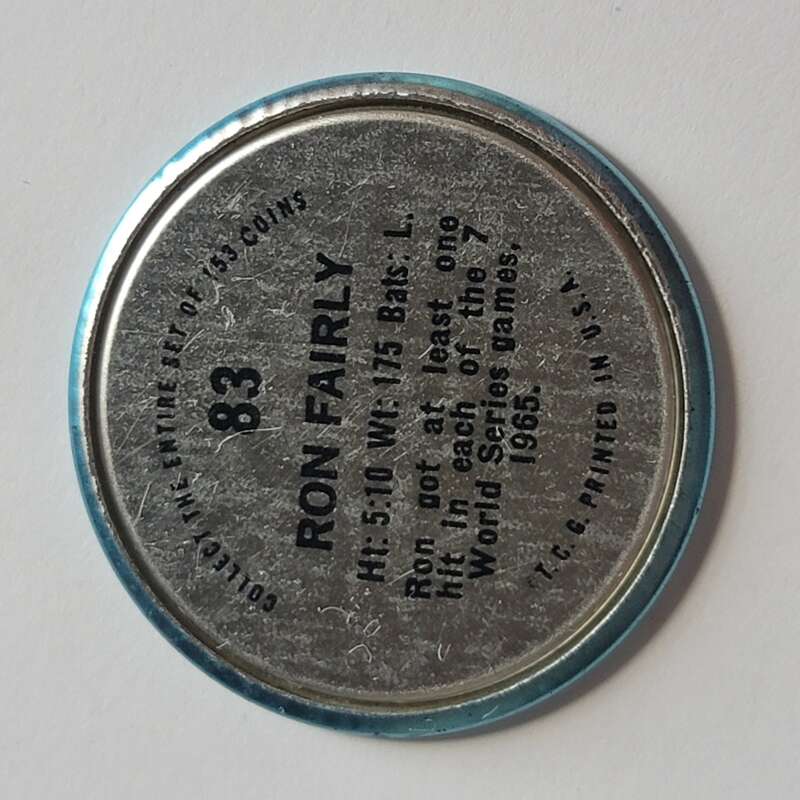 COLLECT THE ENTIRE SET OF 153 COINS
83
RON FAIRLY
Ht: 5:10 Wt: 175 Bats: L.
Ron got at least one
hit in each of the 7
World Series games,
1965.
T. C. G. PRINTED IN U.S.A.